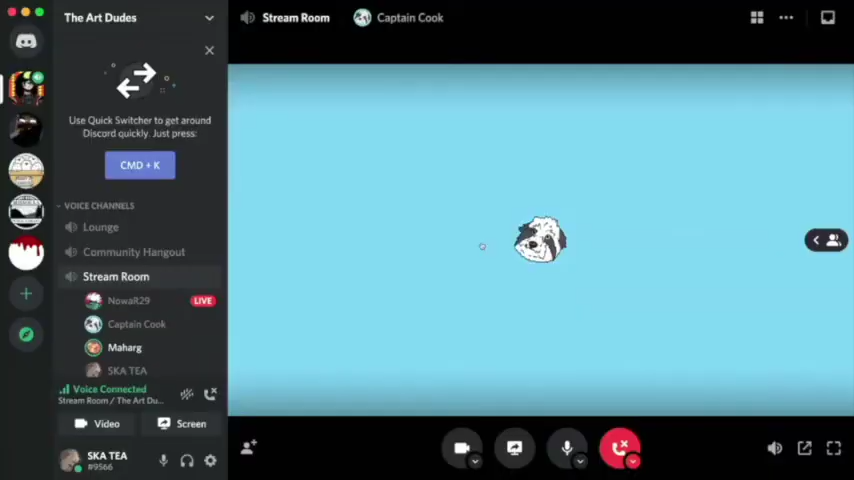 The Art Dudes
Stream Room
Captain Cook
Use Quick Switcher to get around
Discord quickly. Just press:
CMD + K
VOICE CHANNELS
Lounge
Community Hangout
Stream Room
NowaR29
LIVE
Captain Cook
Maharg
SKA TEA
Voice Connected
Stream Room / The Art Du...
Video
Screen
SKA TEA
#9566